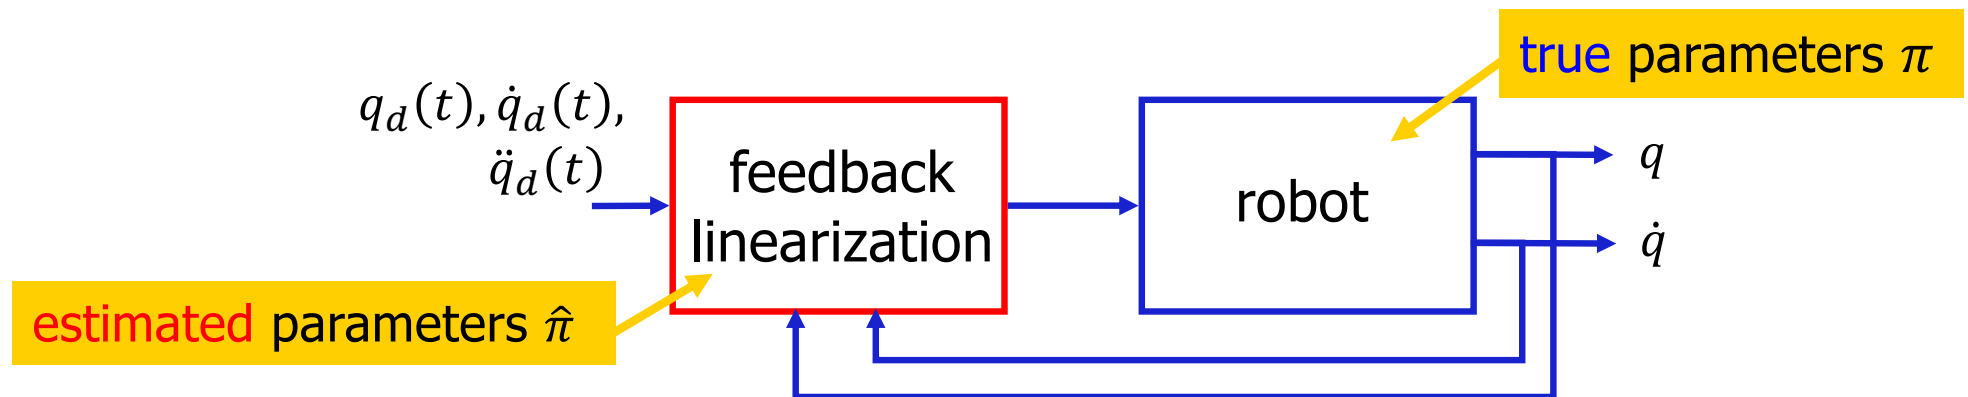 true parameters π
q_d(t), q̇_d(t),
q̈_d(t)
feedback
linearization
robot
q
q̇
estimated parameters π̂